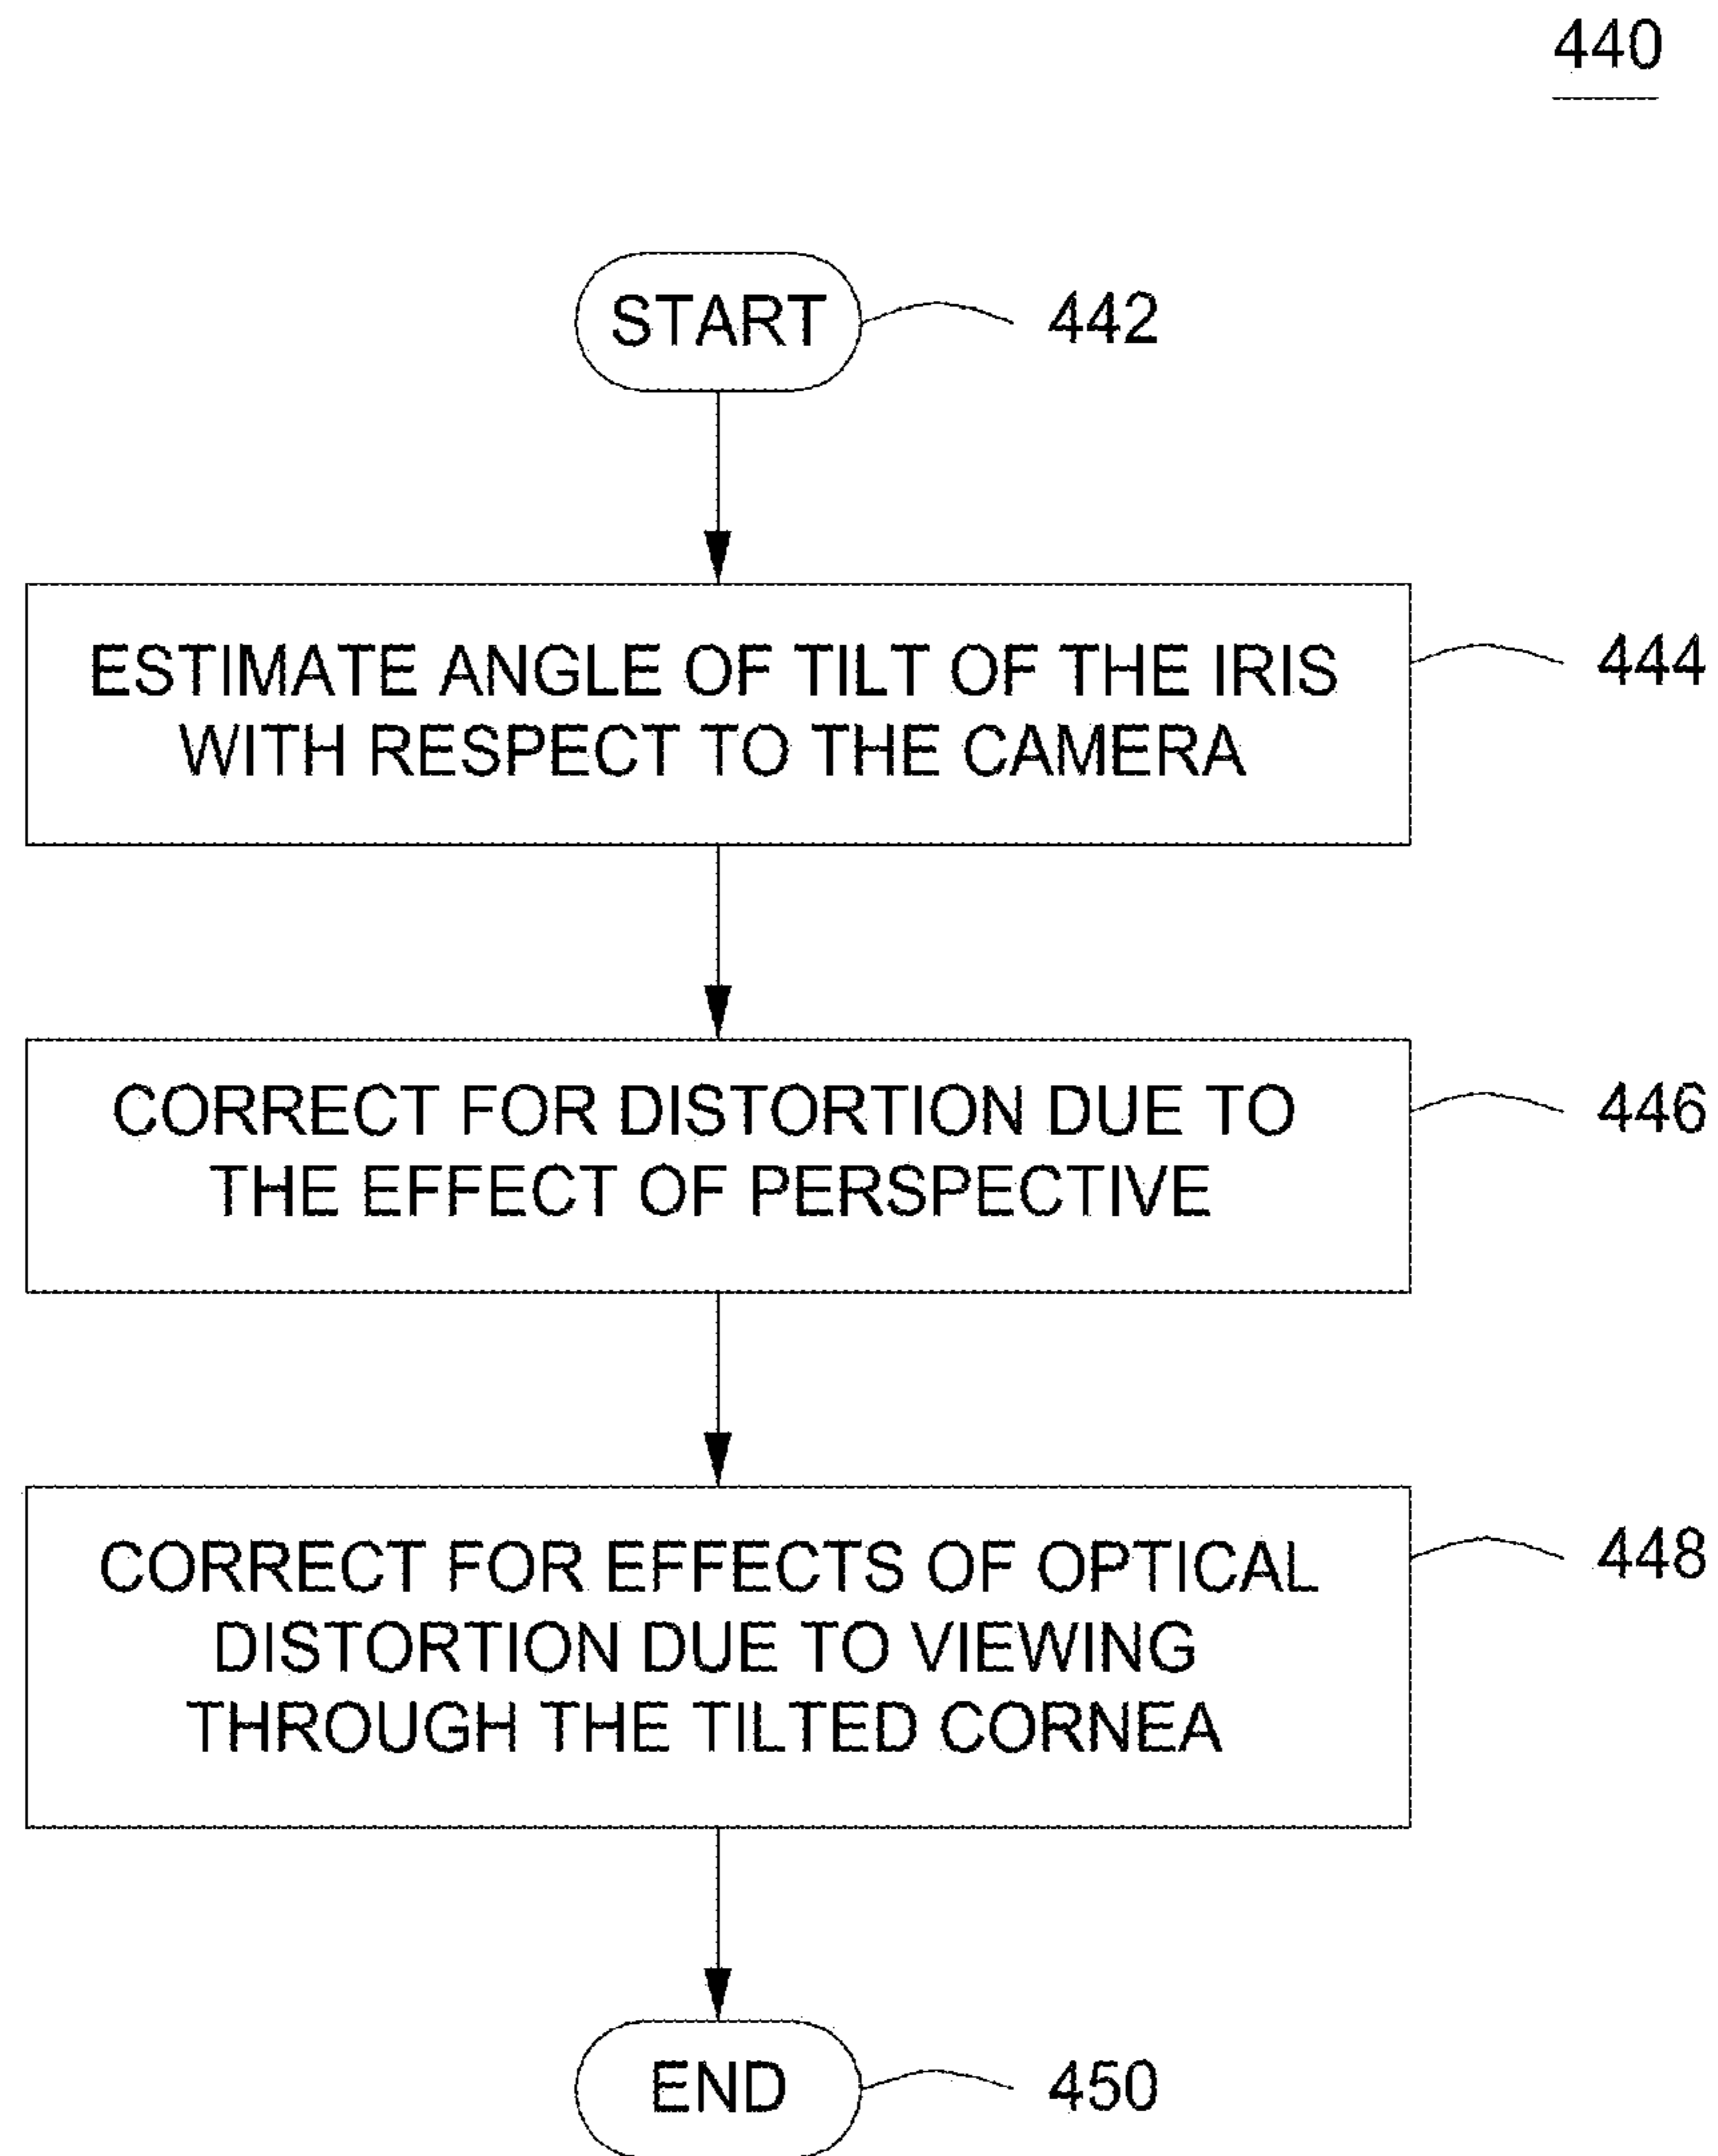 440
START
442
ESTIMATE ANGLE OF TILT OF THE IRIS
WITH RESPECT TO THE CAMERA
444
CORRECT FOR DISTORTION DUE TO
THE EFFECT OF PERSPECTIVE
446
CORRECT FOR EFFECTS OF OPTICAL
DISTORTION DUE TO VIEWING
THROUGH THE TILTED CORNEA
448
END
450